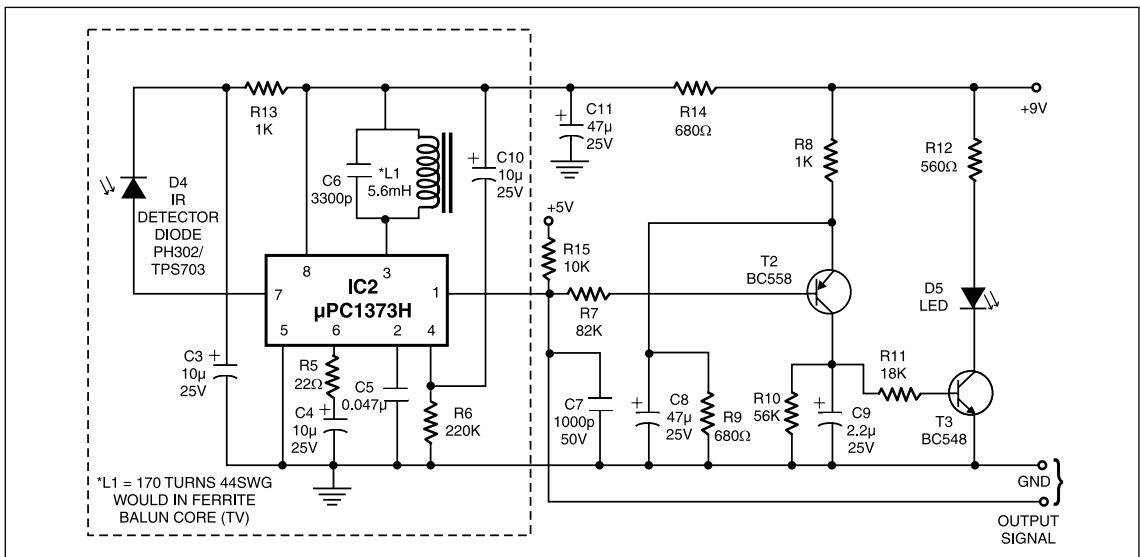 R13
1K
R14
680Ω
+9V
C11
47µ
25V
R8
1K
R12
560Ω
D4
IR
DETECTOR
DIODE
PH302/
TPS703
C6
3300p
*L1
5.6mH
C10
10µ
25V
+5V
R15
10K
8
3
IC2
µPC1373H
7
1
5
6
2
4
R7
82K
T2
BC558
D5
LED
C3
10µ
25V
R5
22Ω
C4
10µ
25V
C5
0.047µ
R6
220K
C7
1000p
50V
C8
47µ
25V
R9
680Ω
R10
56K
C9
2.2µ
25V
R11
18K
T3
BC548
*L1 = 170 TURNS 44SWG
WOULD IN FERRITE
BALUN CORE (TV)
GND
OUTPUT
SIGNAL